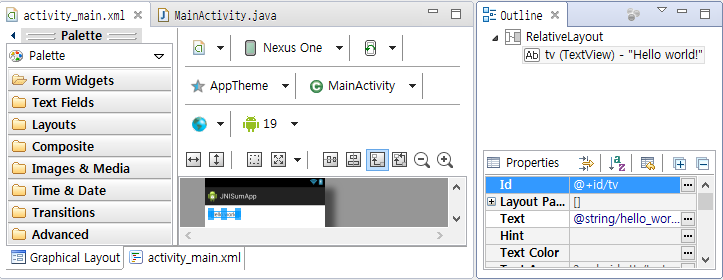 activity_main.xml
MainActivity.java
Palette
Palette
Form Widgets
Text Fields
Layouts
Composite
Images & Media
Time & Date
Transitions
Advanced
Nexus One
AppTheme
MainActivity
19
JNISumApp
Graphical Layout
activity_main.xml
Outline
RelativeLayout
Ab tv (TextView) - "Hello world!"
Properties
Id @+id/tv
Layout Pa... []
Text @string/hello_wor...
Hint
Text Color